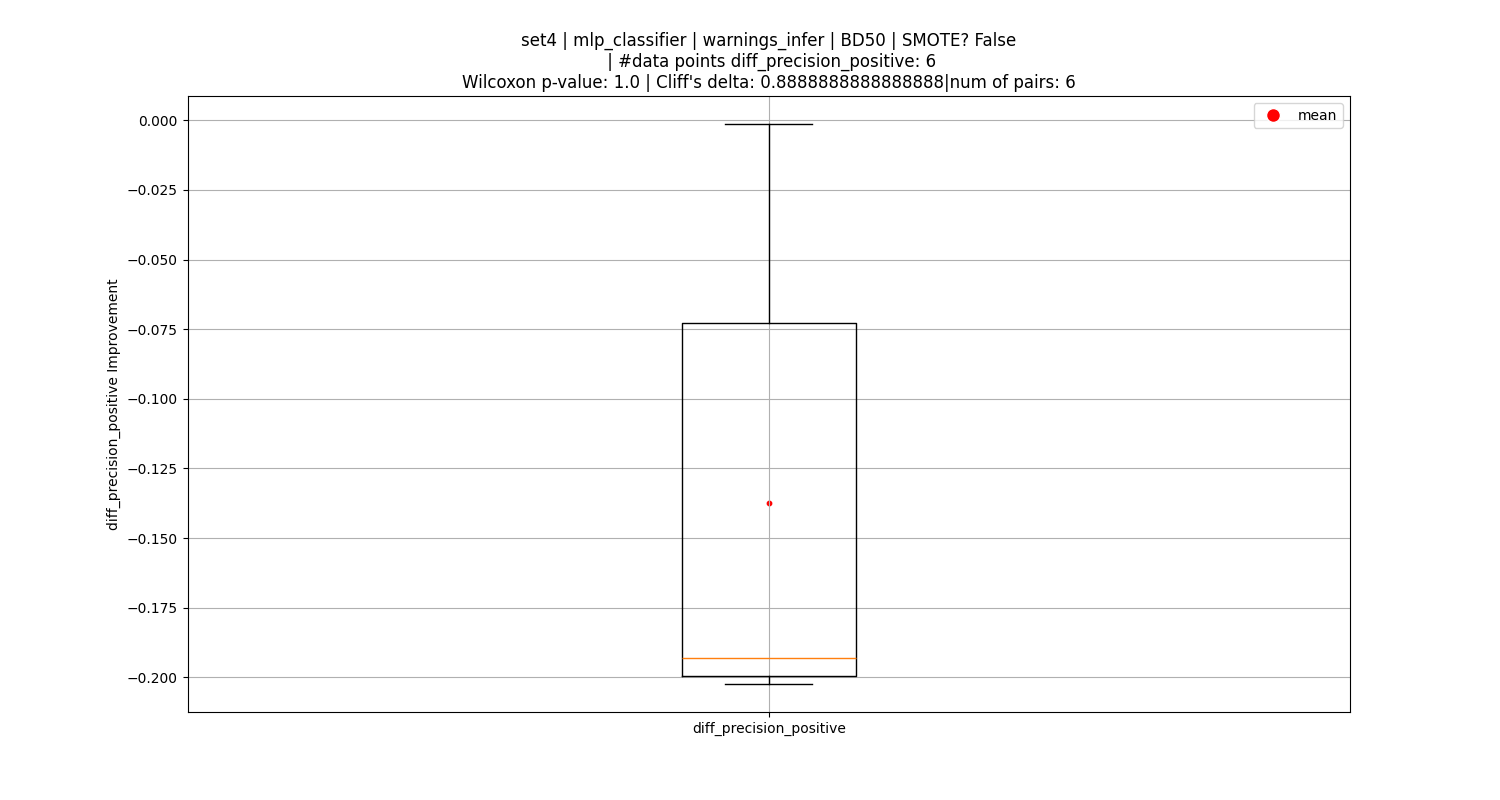 set4 | mlp_classifier | warnings_infer | BD50 | SMOTE? False
| #data points diff_precision_positive: 6
Wilcoxon p-value: 1.0 | Cliff's delta: 0.8888888888888888|num of pairs: 6
mean
0.000
−0.025
−0.050
−0.075
−0.100
−0.125
−0.150
−0.175
−0.200
diff_precision_positive Improvement
diff_precision_positive